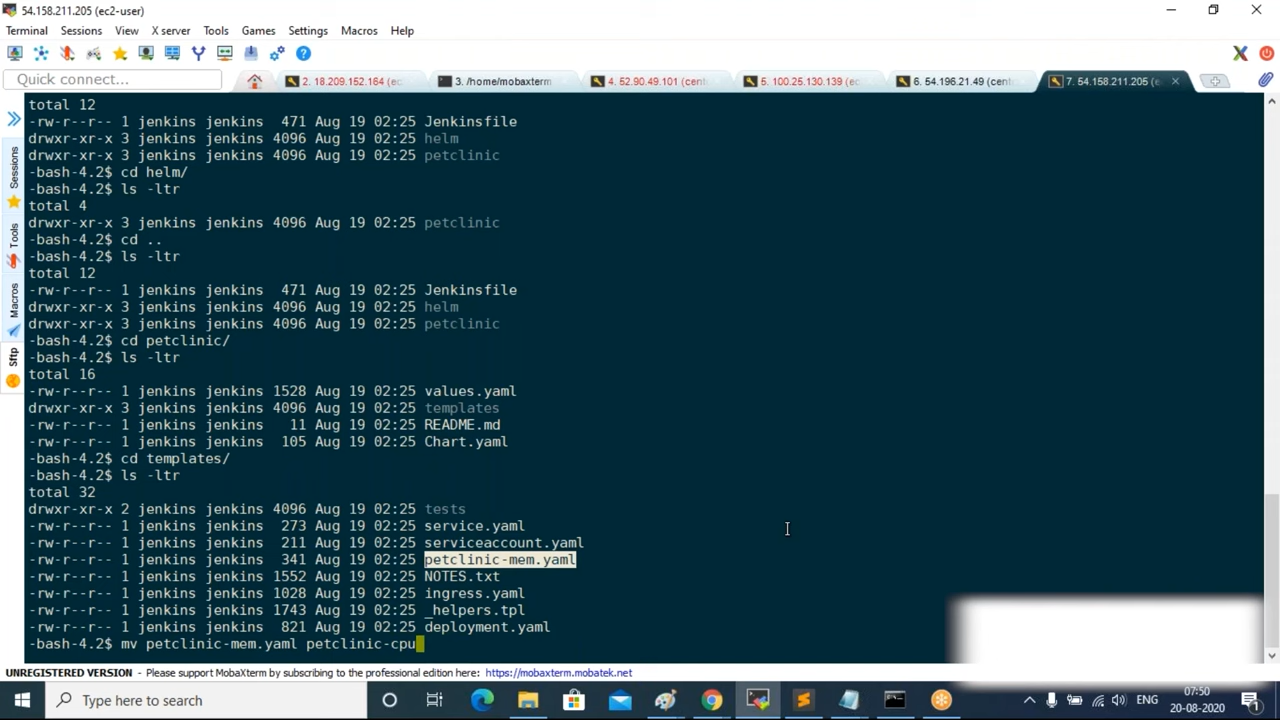 54.158.211.205 (ec2-user)
Terminal Sessions View X server Tools Games Settings Macros Help
Quick connect...
2. 18.209.152.164 (ec
3. /home/mobaxterm
4. 52.90.49.101 (cent
5. 100.25.130.139 (ec
6. 54.196.21.49 (cent
7. 54.158.211.205 (e
Sessions
Tools
Macros
Sftp
total 12
-rw-r--r-- 1 jenkins jenkins  471 Aug 19 02:25 Jenkinsfile
drwxr-xr-x 3 jenkins jenkins 4096 Aug 19 02:25 helm
drwxr-xr-x 3 jenkins jenkins 4096 Aug 19 02:25 petclinic
-bash-4.2$ cd helm/
-bash-4.2$ ls -ltr
total 4
drwxr-xr-x 3 jenkins jenkins 4096 Aug 19 02:25 petclinic
-bash-4.2$ cd ..
-bash-4.2$ ls -ltr
total 12
-rw-r--r-- 1 jenkins jenkins  471 Aug 19 02:25 Jenkinsfile
drwxr-xr-x 3 jenkins jenkins 4096 Aug 19 02:25 helm
drwxr-xr-x 3 jenkins jenkins 4096 Aug 19 02:25 petclinic
-bash-4.2$ cd petclinic/
-bash-4.2$ ls -ltr
total 16
-rw-r--r-- 1 jenkins jenkins 1528 Aug 19 02:25 values.yaml
drwxr-xr-x 3 jenkins jenkins 4096 Aug 19 02:25 templates
-rw-r--r-- 1 jenkins jenkins   11 Aug 19 02:25 README.md
-rw-r--r-- 1 jenkins jenkins  105 Aug 19 02:25 Chart.yaml
-bash-4.2$ cd templates/
-bash-4.2$ ls -ltr
total 32
drwxr-xr-x 2 jenkins jenkins 4096 Aug 19 02:25 tests
-rw-r--r-- 1 jenkins jenkins  273 Aug 19 02:25 service.yaml
-rw-r--r-- 1 jenkins jenkins  211 Aug 19 02:25 serviceaccount.yaml
-rw-r--r-- 1 jenkins jenkins  341 Aug 19 02:25 petclinic-mem.yaml
-rw-r--r-- 1 jenkins jenkins 1552 Aug 19 02:25 NOTES.txt
-rw-r--r-- 1 jenkins jenkins 1028 Aug 19 02:25 ingress.yaml
-rw-r--r-- 1 jenkins jenkins 1743 Aug 19 02:25 _helpers.tpl
-rw-r--r-- 1 jenkins jenkins  821 Aug 19 02:25 deployment.yaml
-bash-4.2$ mv petclinic-mem.yaml petclinic-cpu
UNREGISTERED VERSION - Please support MobaXterm by subscribing to the professional edition here: https://mobaxterm.mobatek.net
Type here to search
ENG
07:50
20-08-2020
1